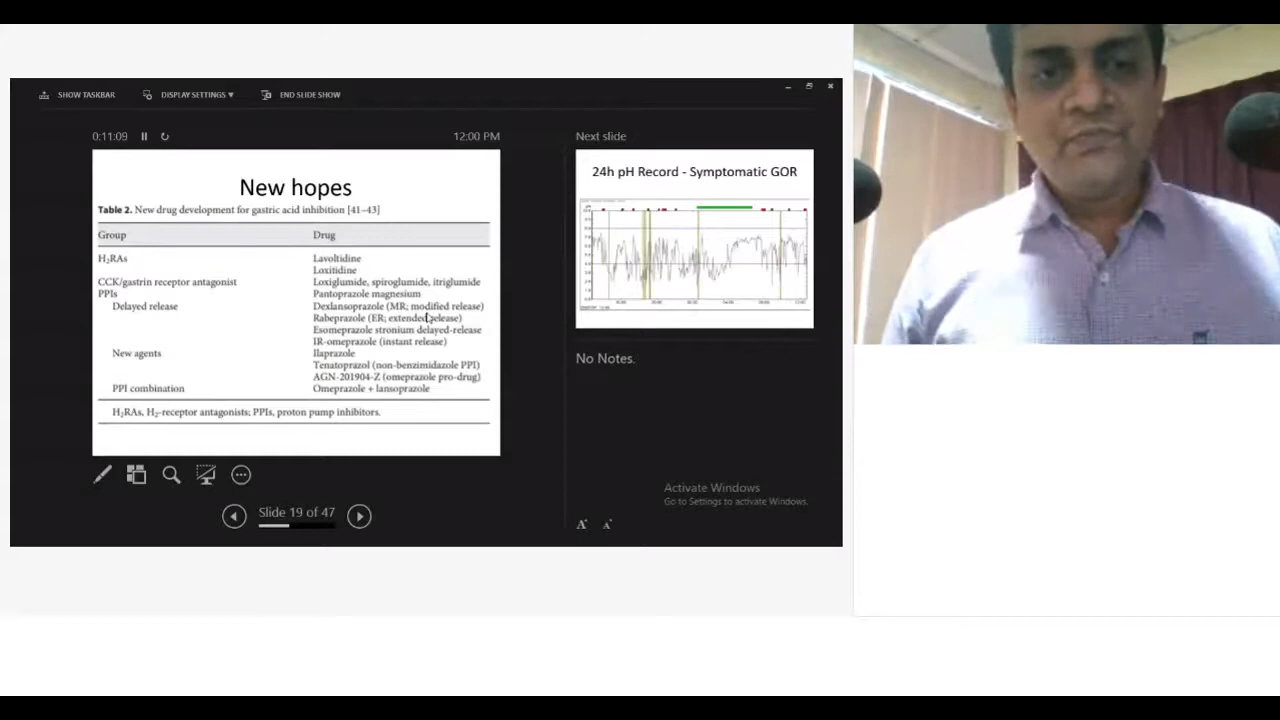 SHOW TASKBAR DISPLAY SETTINGS ▼ END SLIDE SHOW
0:11:09 12:00 PM
New hopes
Table 2. New drug development for gastric acid inhibition [41–43]
Group Drug
H₂RAs Lavoltidine
Loxitidine
CCK/gastrin receptor antagonist Loxiglumide, spiroglumide, itriglumide
PPIs Pantoprazole magnesium
Delayed release Dexlansoprazole (MR; modified release)
Rabeprazole (ER; extended release)
Esomeprazole stronium delayed-release
IR-omeprazole (instant release)
New agents Ilaprazole
Tenatoprazol (non-benzimidazole PPI)
AGN-201904-Z (omeprazole pro-drug)
PPI combination Omeprazole + lansoprazole
H₂RAs, H₂-receptor antagonists; PPIs, proton pump inhibitors.
Slide 19 of 47
Next slide
24h pH Record - Symptomatic GOR
No Notes.
Activate Windows
Go to Settings to activate Windows.
A A